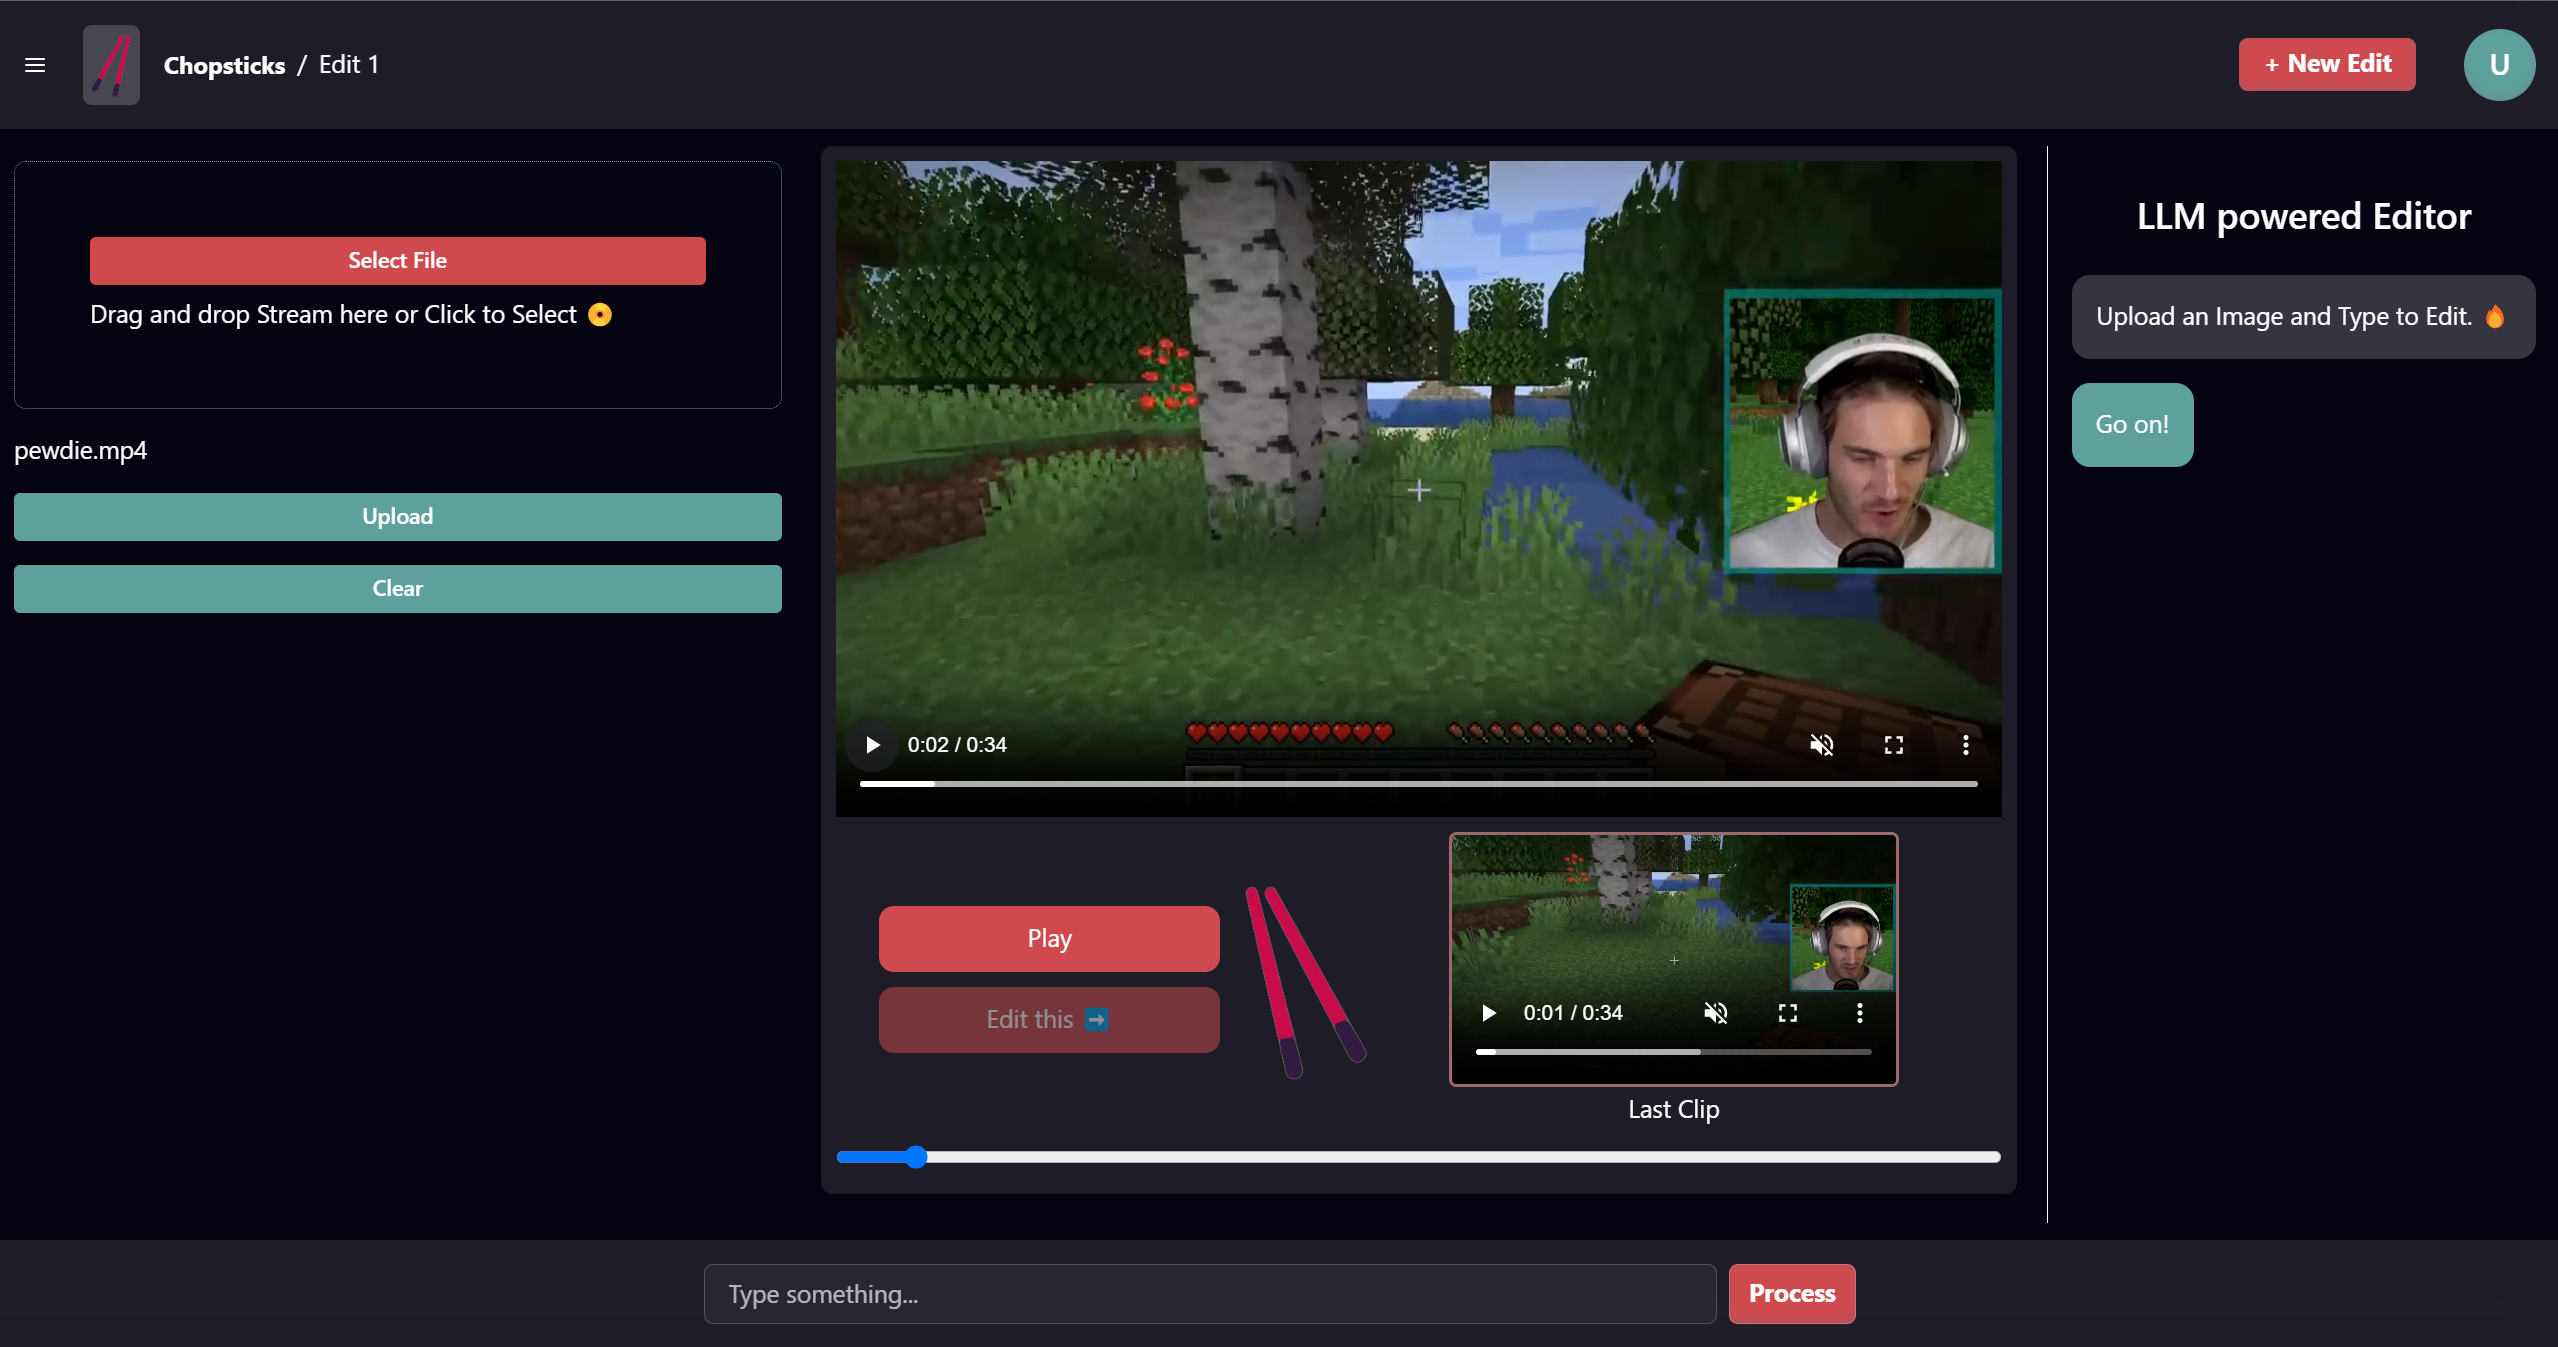 Chopsticks / Edit 1
+ New Edit
U
Select File
Drag and drop Stream here or Click to Select
pewdie.mp4
Upload
Clear
0:02 / 0:34
Play
Edit this ➡️
0:01 / 0:34
Last Clip
LLM powered Editor
Upload an Image and Type to Edit. 🔥
Go on!
Type something...
Process